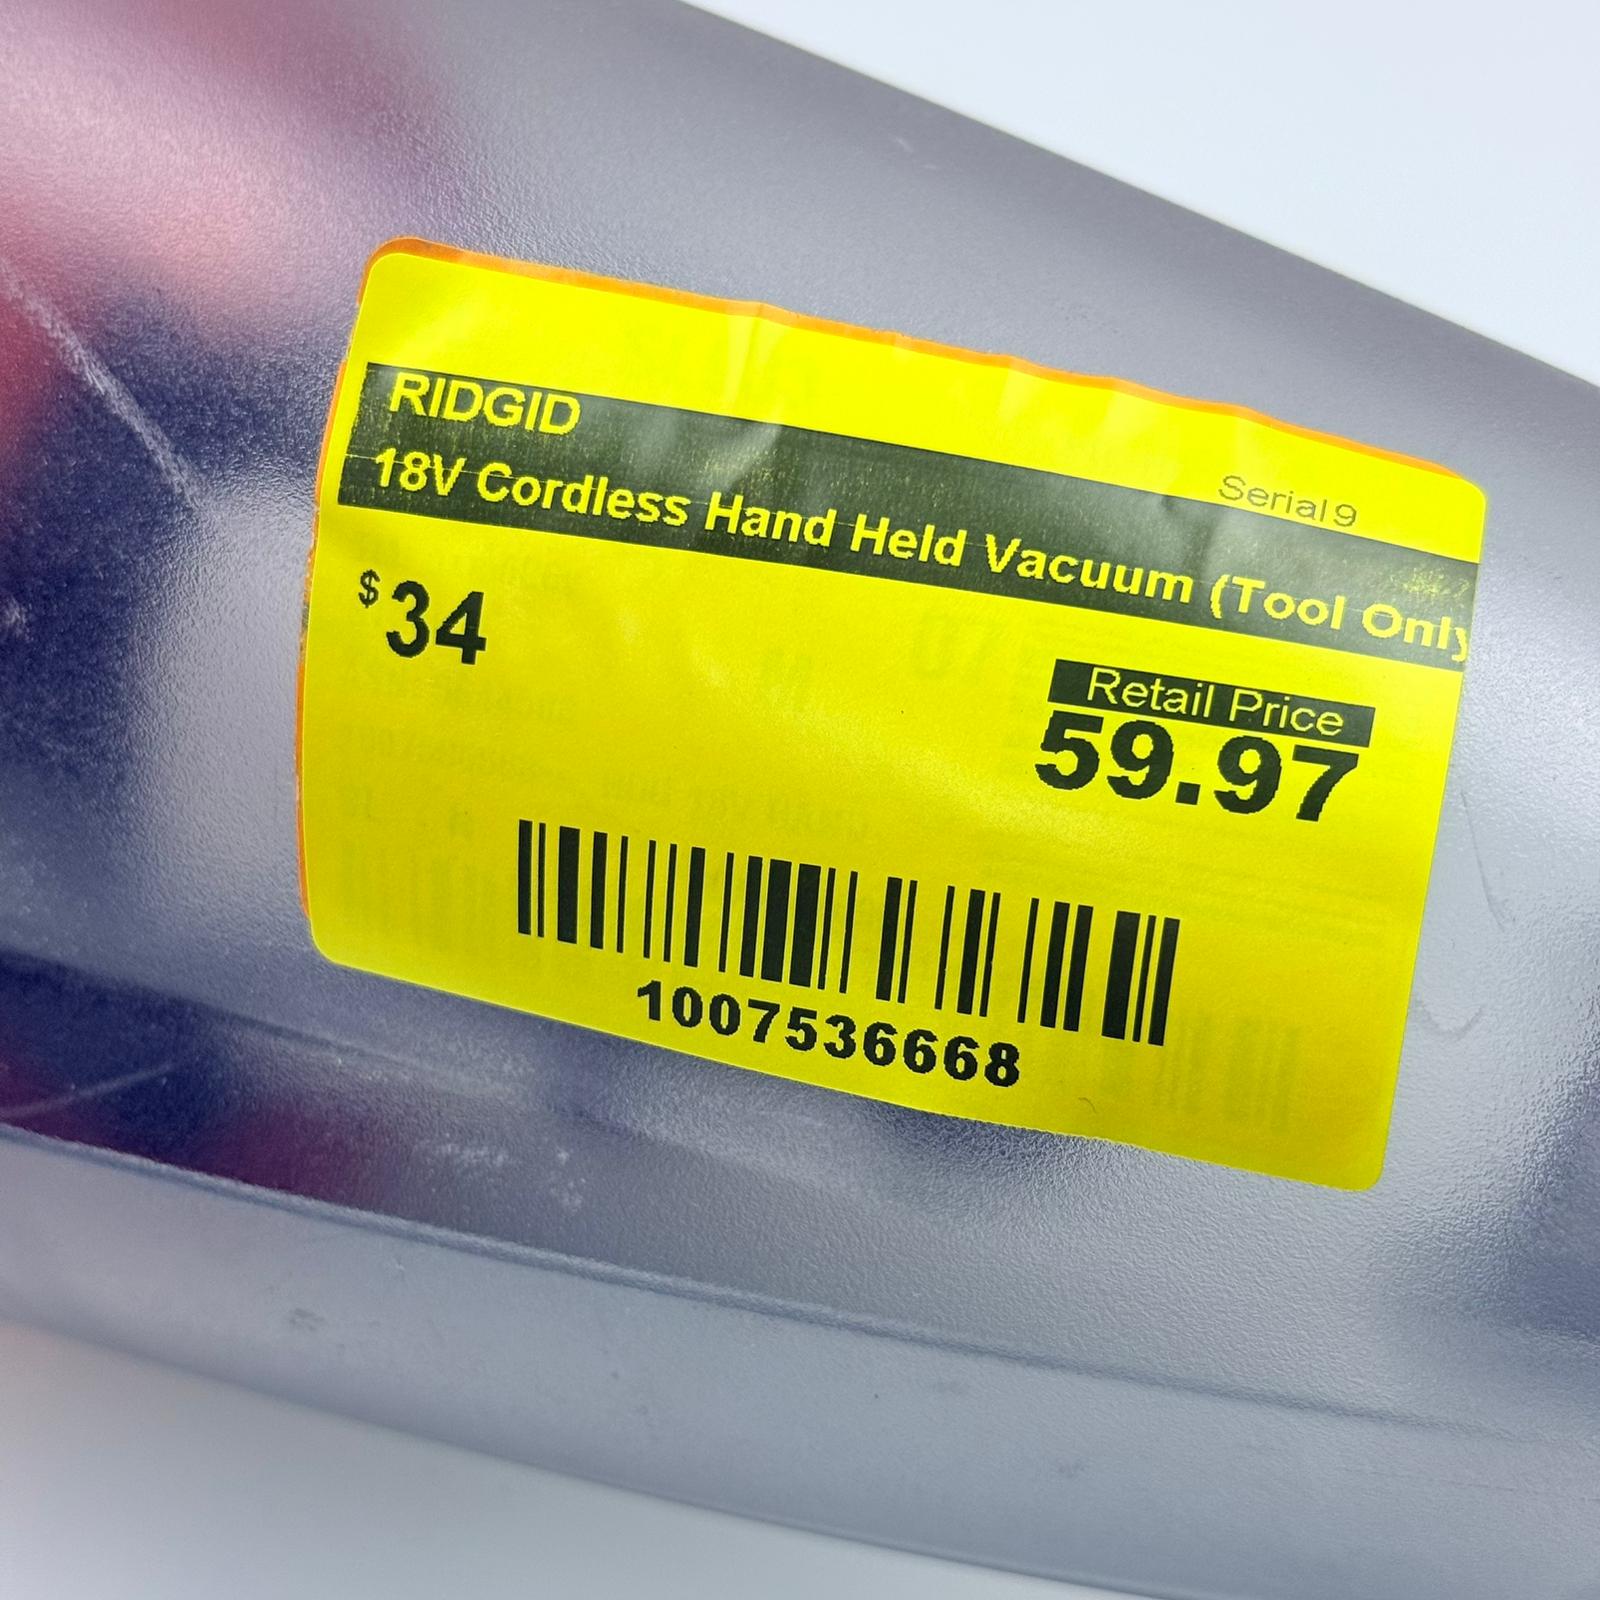 RIDGID
Serial 9
18V Cordless Hand Held Vacuum (Tool Only
$34
Retail Price
59.97
1007536668